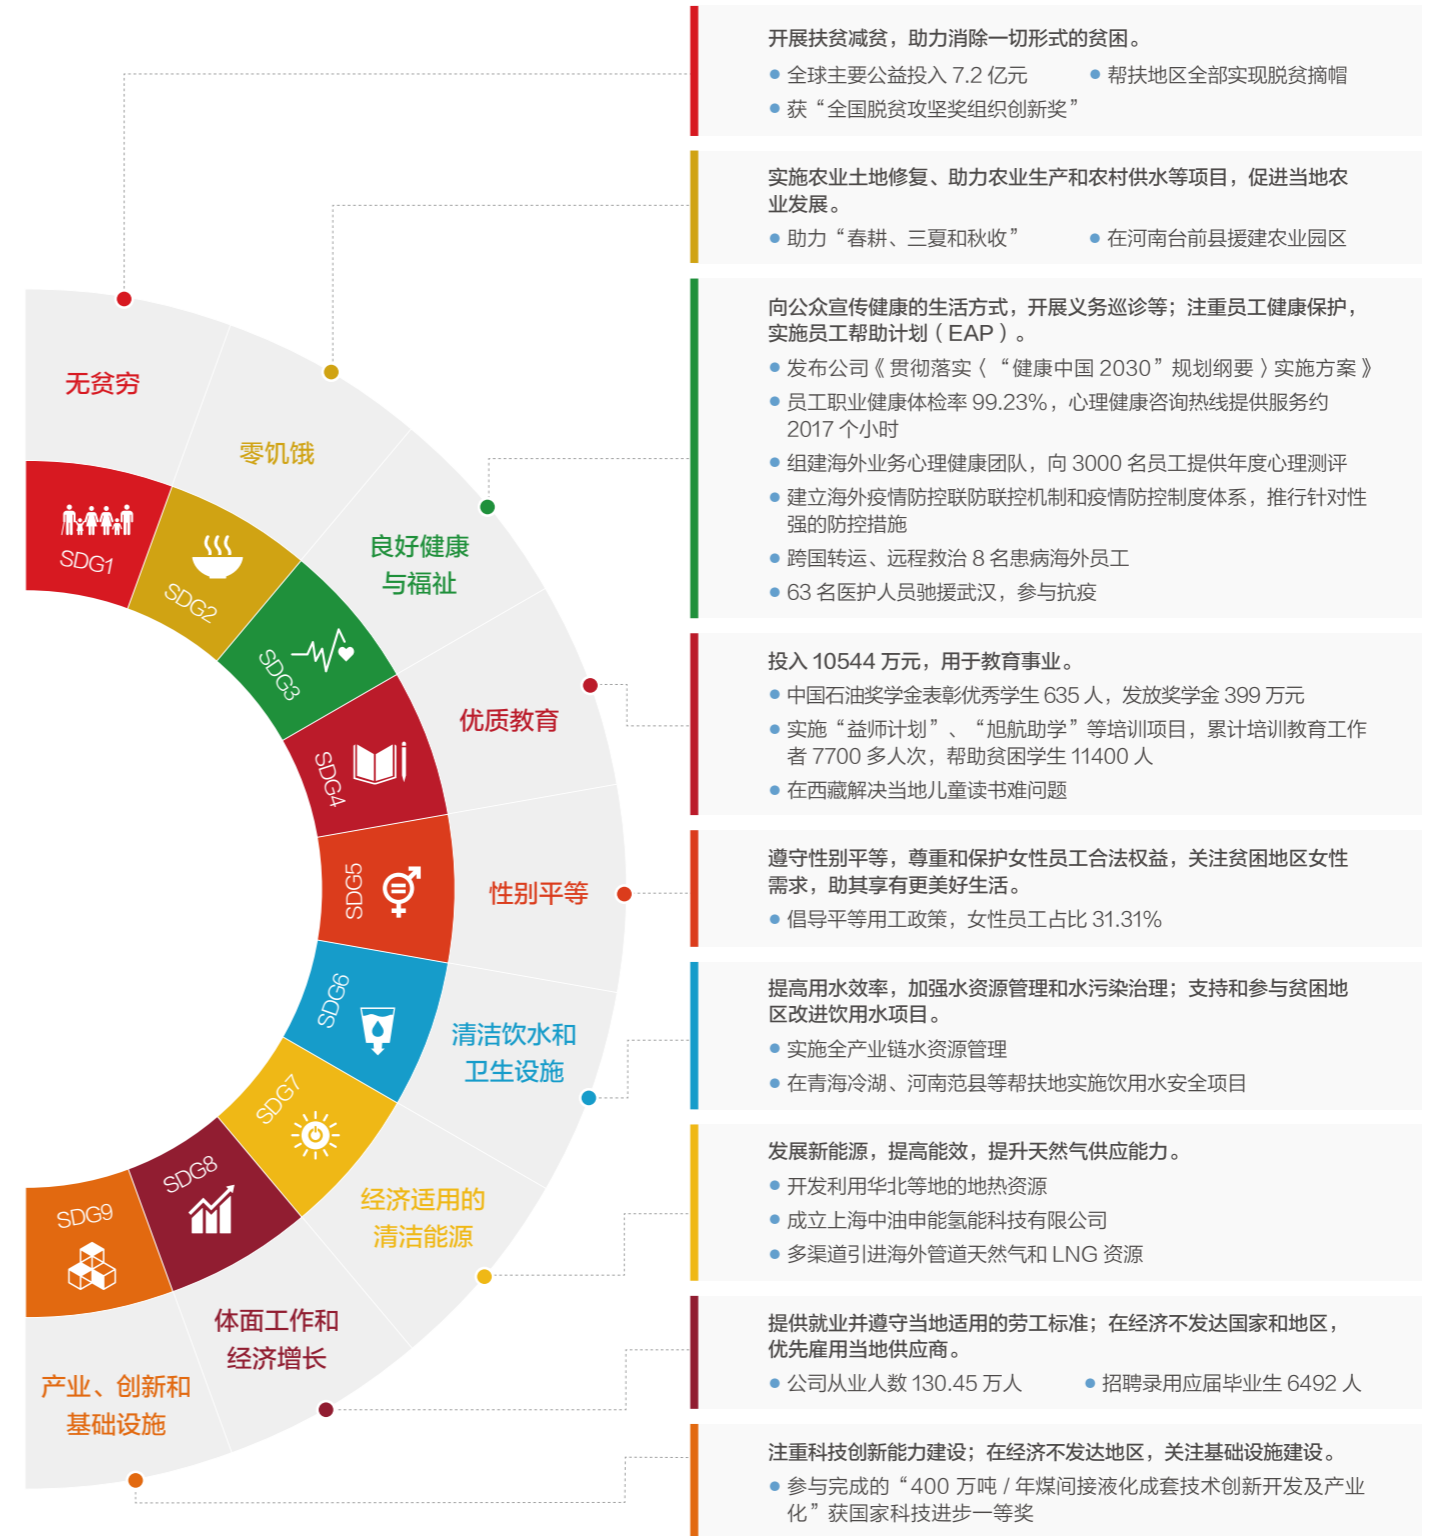 开展扶贫减贫，助力消除一切形式的贫困。
全球主要公益投入 7.2 亿元
帮扶地区全部实现脱贫摘帽
获“全国脱贫攻坚奖组织创新奖”
实施农业土地修复、助力农业生产和农村供水等项目，促进当地农
业发展。
助力“春耕、三夏和秋收”
在河南台前县援建农业园区
向公众宣传健康的生活方式，开展义务巡诊等；注重员工健康保护，
实施员工帮助计划（EAP）。
发布公司《贯彻落实〈“健康中国 2030”规划纲要〉实施方案》
员工职业健康体检率 99.23%，心理健康咨询热线提供服务约
2017 个小时
组建海外业务心理健康团队，向 3000 名员工提供年度心理测评
建立海外疫情防控联防联控机制和疫情防控制度体系，推行针对性
强的防控措施
跨国转运、远程救治 8 名患病海外员工
63 名医护人员驰援武汉，参与抗疫
投入 10544 万元，用于教育事业。
中国石油奖学金表彰优秀学生 635 人，发放奖学金 399 万元
实施“益师计划”、“旭航助学”等培训项目，累计培训教育工作
者 7700 多人次，帮助贫困学生 11400 人
在西藏解决当地儿童读书难问题
遵守性别平等，尊重和保护女性员工合法权益，关注贫困地区女性
需求，助其享有更美好生活。
倡导平等用工政策，女性员工占比 31.31%
提高用水效率，加强水资源管理和水污染治理；支持和参与贫困地
区改进饮用水项目。
实施全产业链水资源管理
在青海冷湖、河南范县等帮扶地实施饮用水安全项目
发展新能源，提高能效，提升天然气供应能力。
开发利用华北等地的地热资源
成立上海中油申能氢能科技有限公司
多渠道引进海外管道天然气和 LNG 资源
提供就业并遵守当地适用的劳工标准；在经济不发达国家和地区，
优先雇用当地供应商。
公司从业人数 130.45 万人
招聘录用应届毕业生 6492 人
注重科技创新能力建设；在经济不发达地区，关注基础设施建设。
参与完成的“400 万吨 / 年煤间接液化成套技术创新开发及产业
化”获国家科技进步一等奖
无贫穷
SDG1
零饥饿
SDG2
良好健康
与福祉
SDG3
优质教育
SDG4
性别平等
SDG5
清洁饮水和
卫生设施
SDG6
经济适用的
清洁能源
SDG7
体面工作和
经济增长
SDG8
产业、创新和
基础设施
SDG9